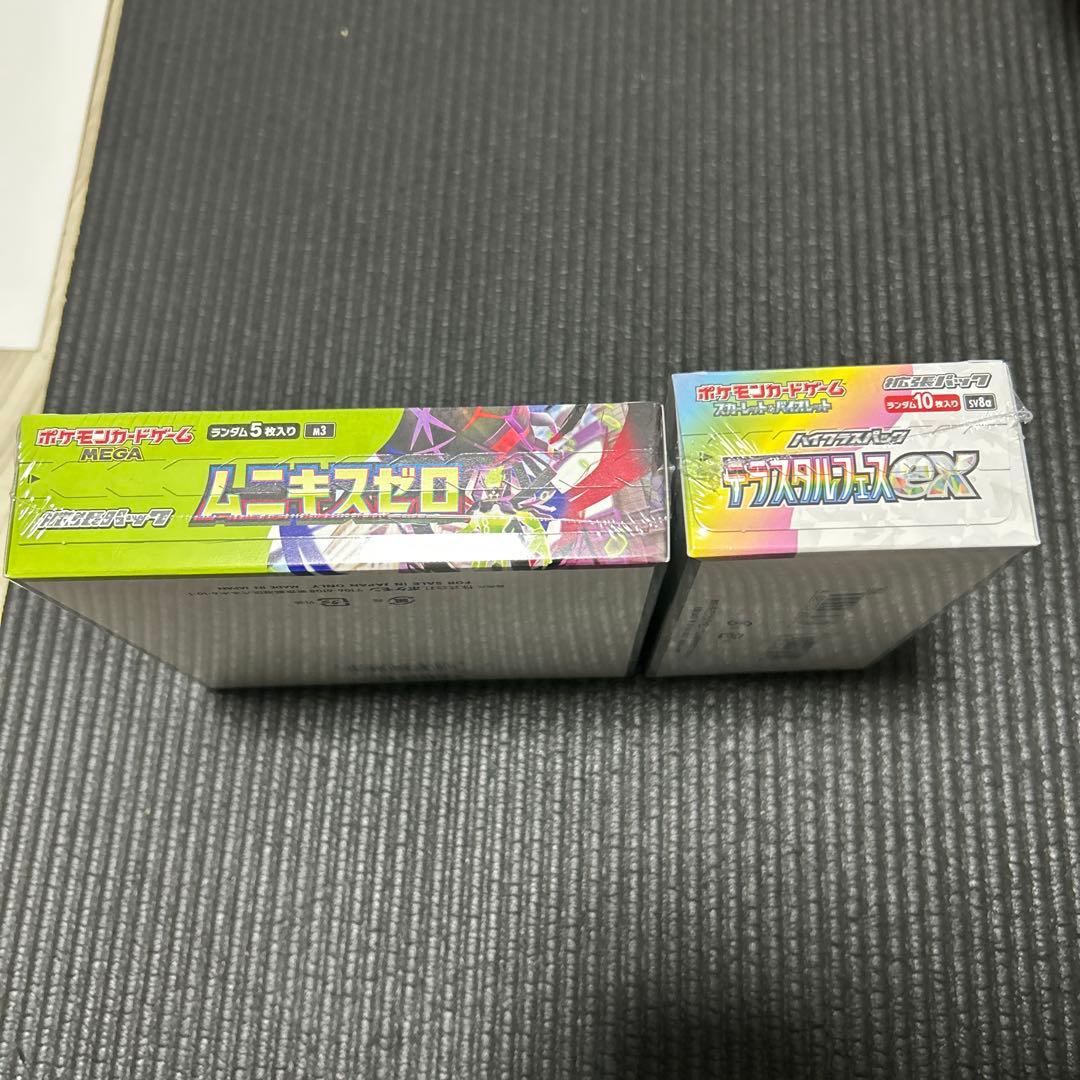 ポケモンカードゲーム
MEGA
ランダム5枚入り
M3
拡張パック
ムニキスゼロ
FOR SALE IN JAPAN ONLY MADE IN JAPAN
ポケモンカードゲーム
スカーレット&バイオレット
拡張パック
ランダム10枚入り
SV8a
ハイクラスパック
テラスタルフェスex